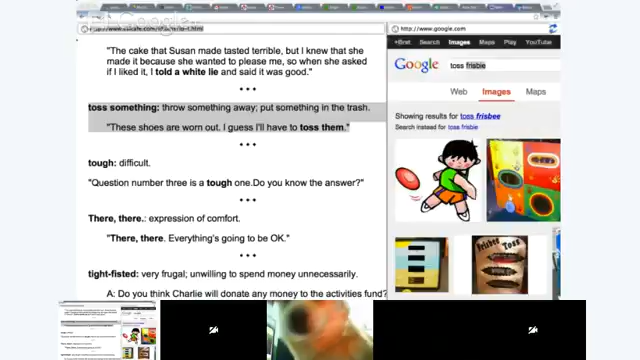 "The cake that Susan made tasted terrible, but I knew that she
made it because she wanted to please me, so when she asked
if I liked it, I told a white lie and said it was good."
toss something: throw something away; put something in the trash.
"These shoes are worn out. I guess I'll have to toss them."
tough: difficult.
"Question number three is a tough one.Do you know the answer?"
There, there.: expression of comfort.
"There, there. Everything's going to be OK."
tight-fisted: very frugal; unwilling to spend money unnecessarily.
A: Do you think Charlie will donate any money to the activities fund?
http://www.google.com
+Bret Search Images Maps Play YouTube
Google toss frisbie
Web Images Maps
Showing results for toss frisbee
Search instead for toss frisbie
Frisbee Toss